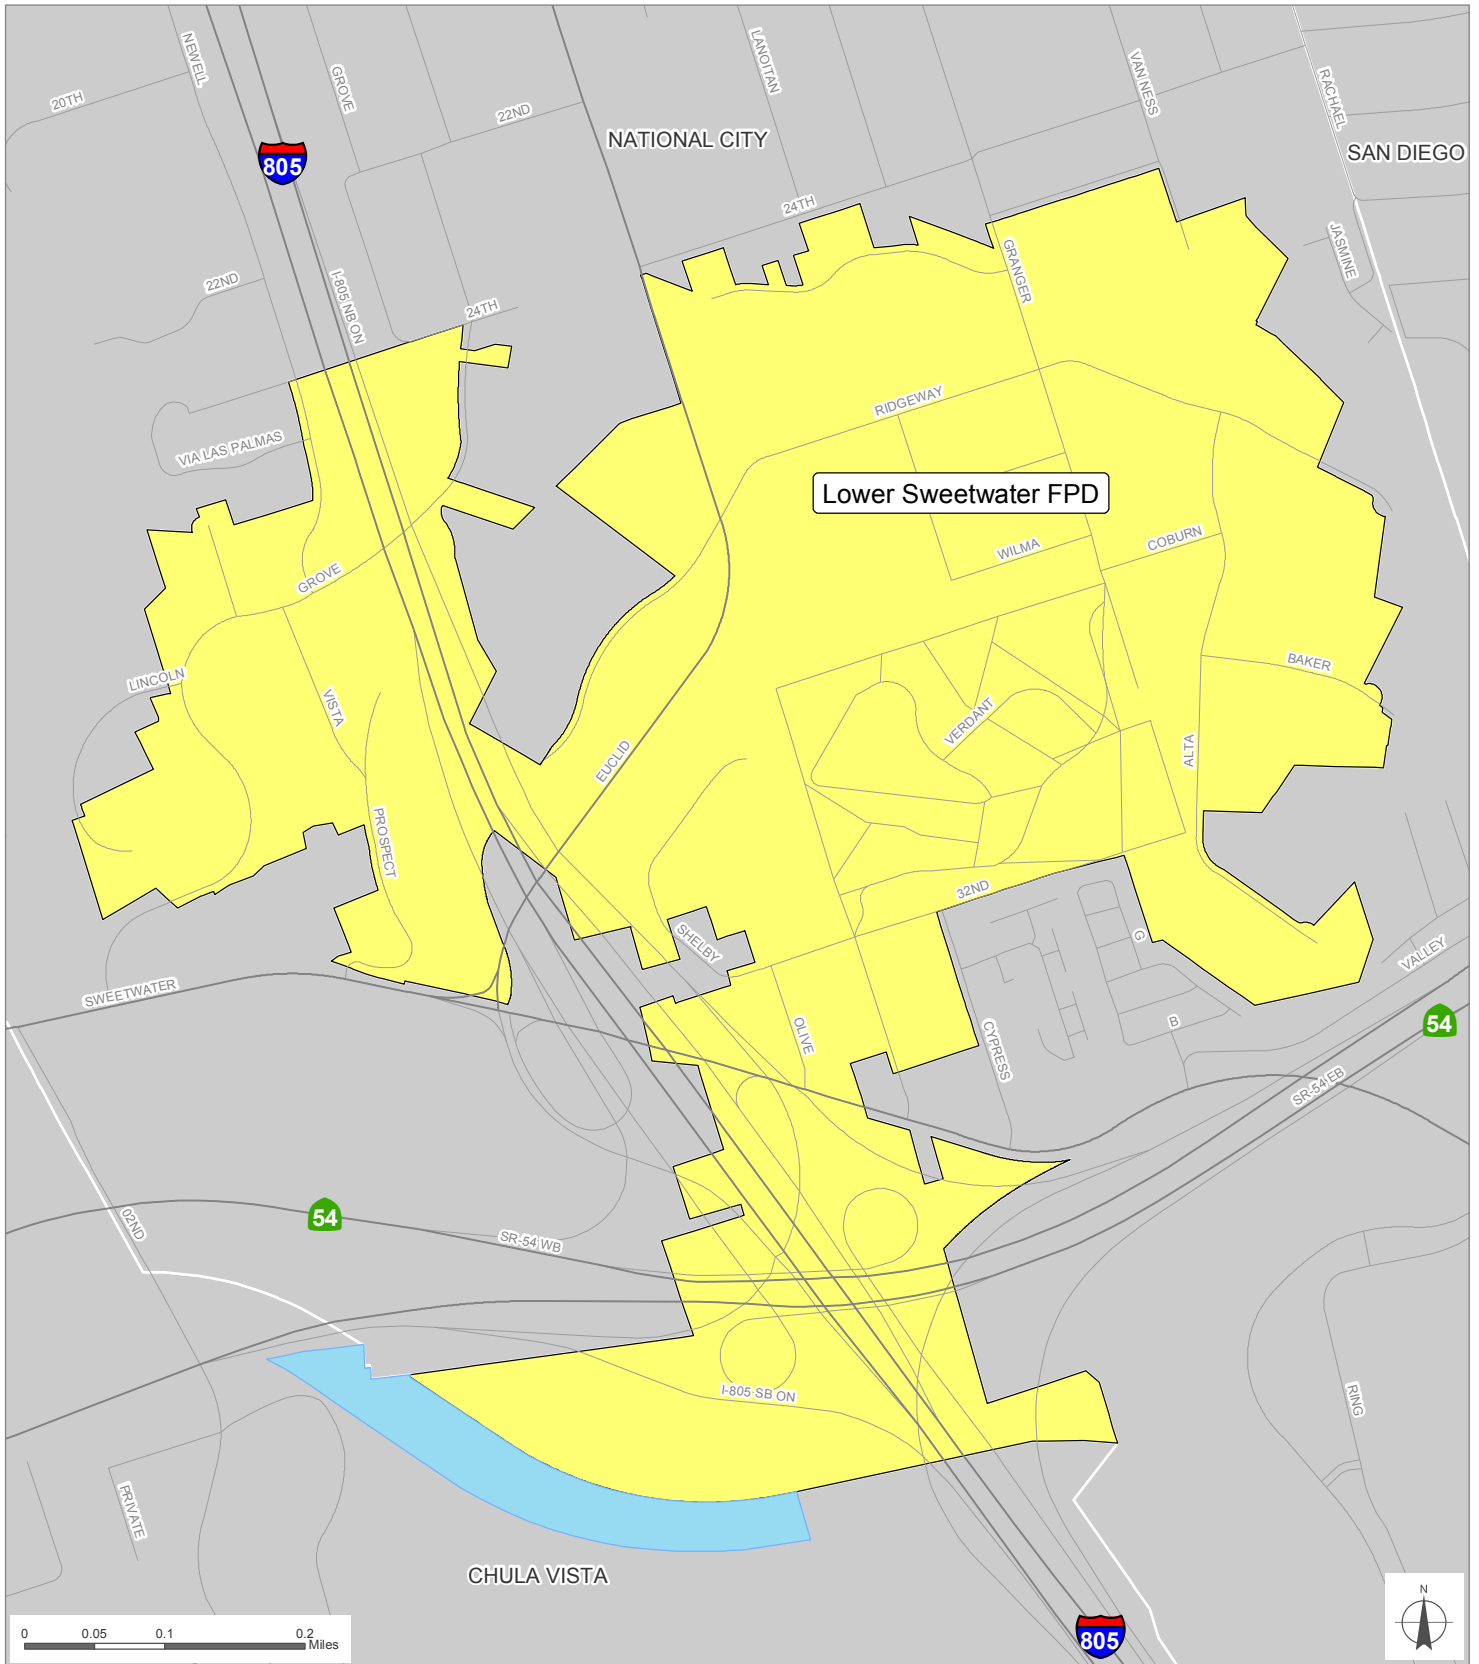 NEWELL
GROVE
LANOITAN
VAN NESS
RACHAEL
20TH
22ND
NATIONAL CITY
SAN DIEGO
805
24TH
JASMINE
GRANGER
22ND
I-805 NB ON
24TH
RIDGEWAY
VIA LAS PALMAS
Lower Sweetwater FPD
WILMA
COBURN
GROVE
LINCOLN
VISTA
BAKER
VERDANT
EUCLID
ALTA
PROSPECT
32ND
SHELBY
G
VALLEY
SWEETWATER
OLIVE
CYPRESS
B
54
SR-54 EB
02ND
54
SR-54 WB
I-805 SB ON
RING
PRIVATE
CHULA VISTA
N
0 0.05 0.1 0.2
Miles
805